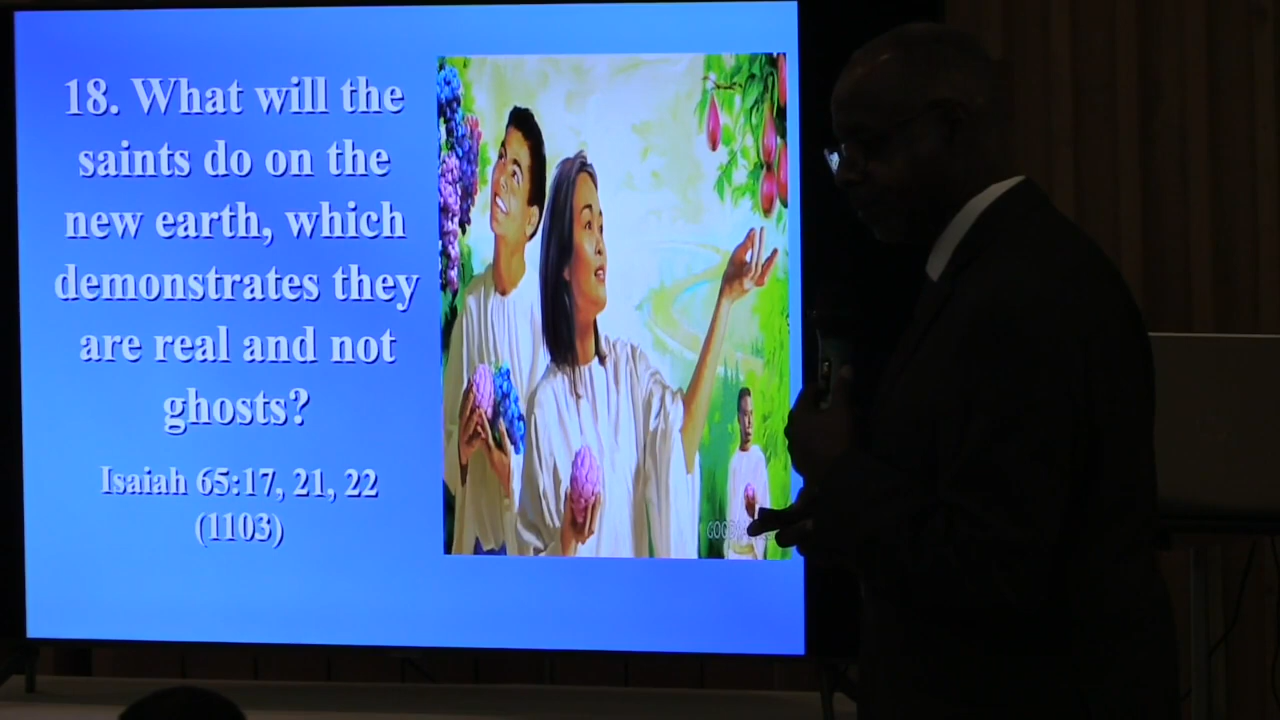 18. What will the
saints do on the
new earth, which
demonstrates they
are real and not
ghosts?
Isaiah 65:17, 21, 22
(1103)